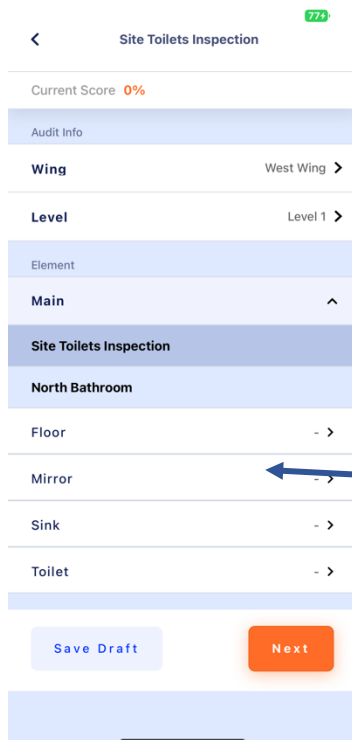 77
Site Toilets Inspection
Current Score 0%
Audit Info
Wing West Wing
Level Level 1
Element
Main
Site Toilets Inspection
North Bathroom
Floor -
Mirror -
Sink -
Toilet -
Save Draft Next